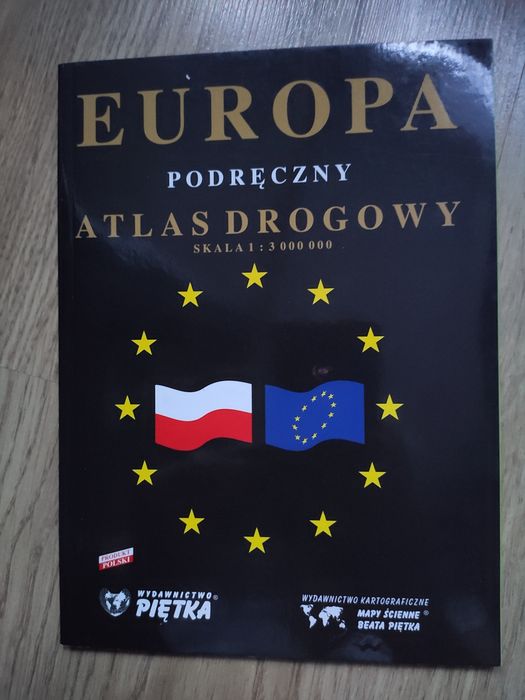 EUROPA
PODRĘCZNY
ATLAS DROGOWY
SKALA 1 : 3 000 000
PRODUKT
POLSKI
WYDAWNICTWO
PIĘTKA®
WYDAWNICTWO KARTOGRAFICZNE
MAPY ŚCIENNE®
BEATA PIĘTKA